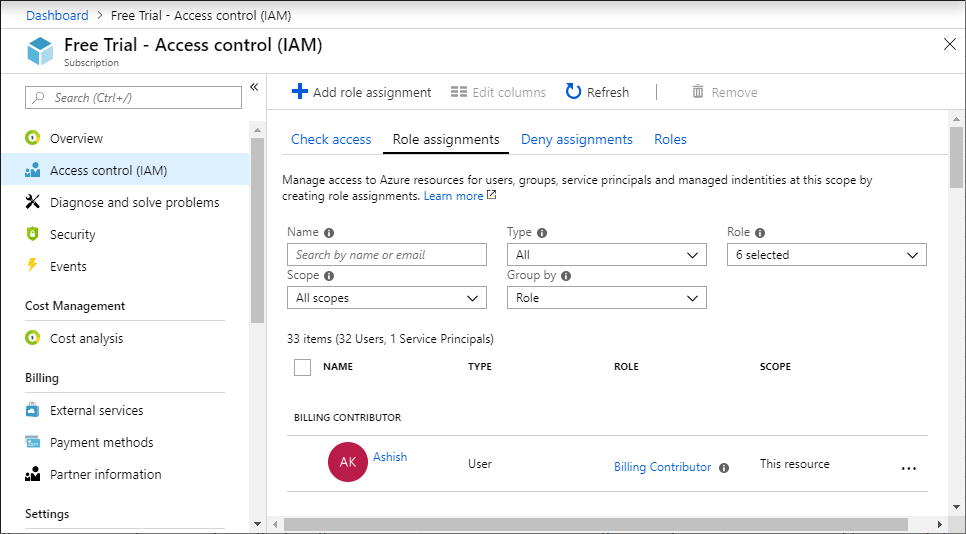 Dashboard > Free Trial - Access control (IAM)
Free Trial - Access control (IAM)
Subscription
Search (Ctrl+/)
«
Overview
Access control (IAM)
Diagnose and solve problems
Security
Events
Cost Management
Cost analysis
Billing
External services
Payment methods
Partner information
Settings
Add role assignment Edit columns Refresh Remove
Check access Role assignments Deny assignments Roles
Manage access to Azure resources for users, groups, service principals and managed indentities at this scope by
creating role assignments. Learn more
Name Type Role
Search by name or email All 6 selected
Scope Group by
All scopes Role
33 items (32 Users, 1 Service Principals)
NAME TYPE ROLE SCOPE
BILLING CONTRIBUTOR
AK Ashish User Billing Contributor This resource ...